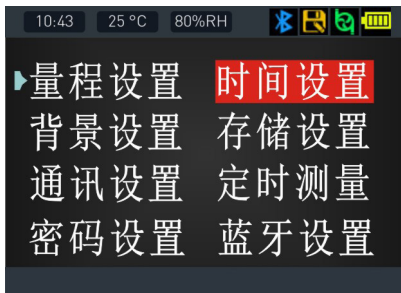 10:43 25 °C 80%RH
量程设置 时间设置
背景设置 存储设置
通讯设置 定时测量
密码设置 蓝牙设置